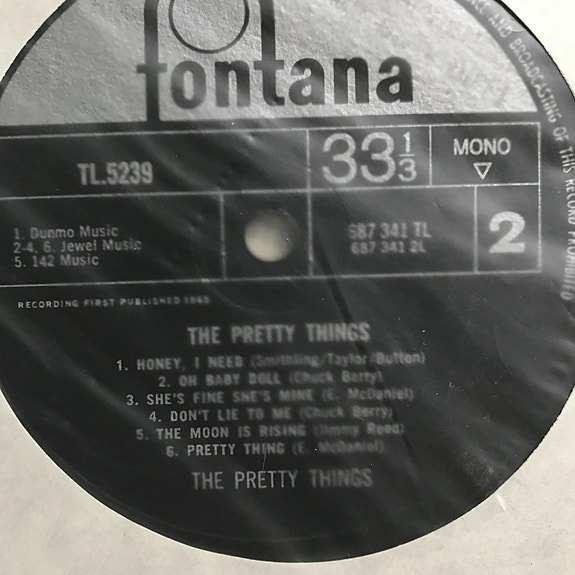 fontana
TL.5239
33 1/3
MONO
1. Dunmo Music
2-4, 6. Jewel Music
5. 142 Music
687 341 TL
687 341 2L
2
RECORDING FIRST PUBLISHED 1965
THE PRETTY THINGS
1. HONEY, I NEED (Smithling/Taylor/Button)
2. OH BABY DOLL (Chuck Berry)
3. SHE'S FINE SHE'S MINE (E. McDaniel)
4. DON'T LIE TO ME (Chuck Berry)
5. THE MOON IS RISING (Jimmy Reed)
6. PRETTY THING (E. McDaniel)
THE PRETTY THINGS
AND BROADCASTING OF THIS RECORD PROHIBITED